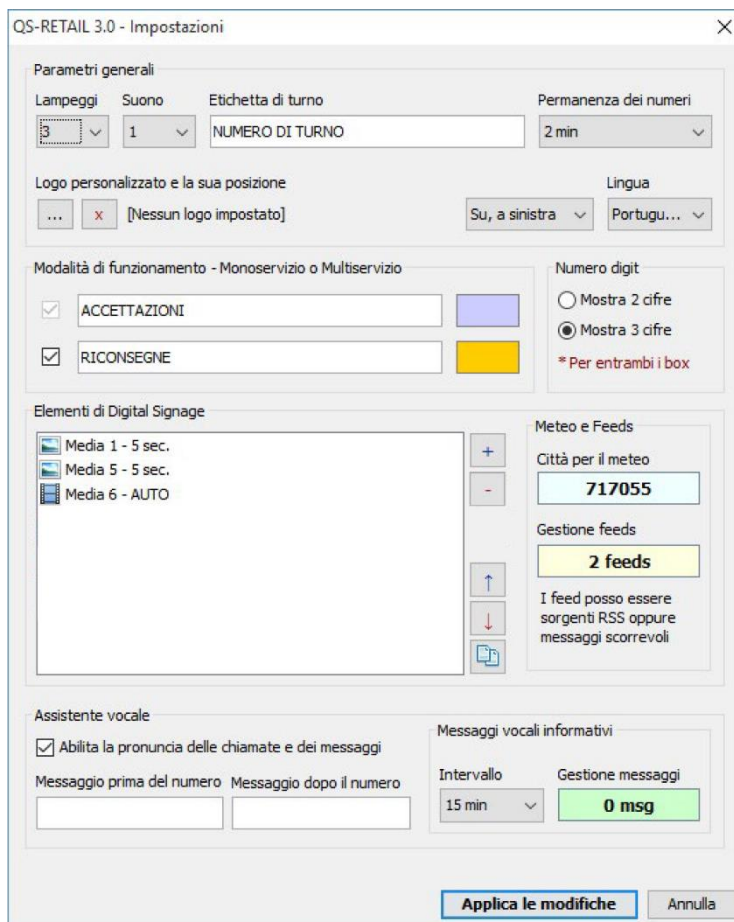 QS-RETAIL 3.0 - Impostazioni
Parametri generali
Lampeggi Suono Etichetta di turno Permanenza dei numeri
3 1 NUMERO DI TURNO 2 min
Logo personalizzato e la sua posizione Lingua
... x [Nessun logo impostato] Su, a sinistra Portugu...
Modalità di funzionamento - Monoservizio o Multiservizio
ACCETTAZIONI
RICONSEGNE
Numero digit
Mostra 2 cifre
Mostra 3 cifre
* Per entrambi i box
Elementi di Digital Signage
Media 1 - 5 sec.
Media 5 - 5 sec.
Media 6 - AUTO
+
-
↑
↓
Meteo e Feeds
Città per il meteo
717055
Gestione feeds
2 feeds
I feed posso essere
sorgenti RSS oppure
messaggi scorrevoli
Assistente vocale
Abilita la pronuncia delle chiamate e dei messaggi
Messaggio prima del numero Messaggio dopo il numero
Messaggi vocali informativi
Intervallo Gestione messaggi
15 min 0 msg
Applica le modifiche Annulla